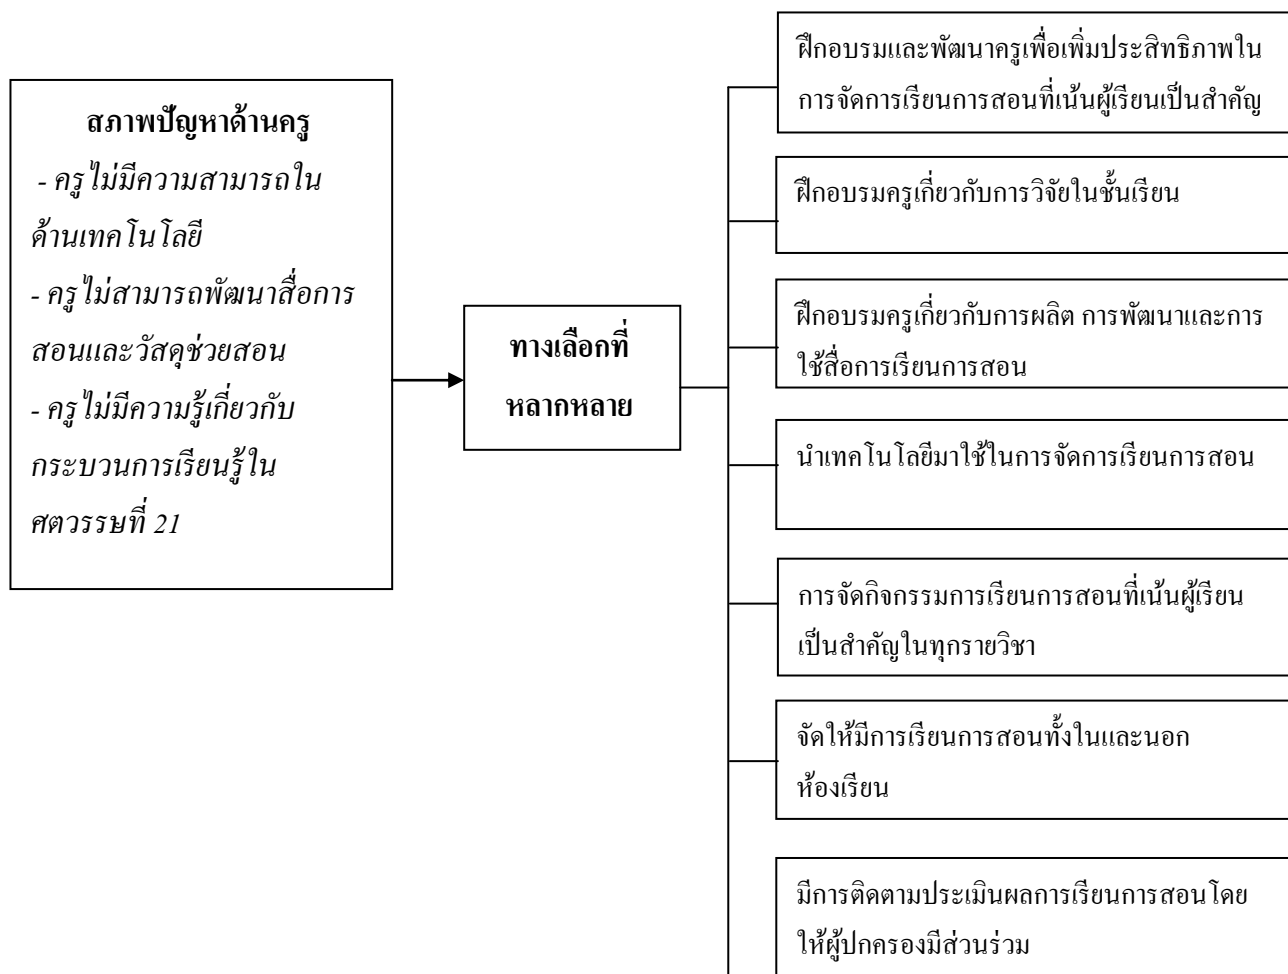 สภาพปัญหาด้านครู
- ครูไม่มีความสามารถใน
ด้านเทคโนโลยี
- ครูไม่สามารถพัฒนาสื่อการ
สอนและวัสดุช่วยสอน
- ครูไม่มีความรู้เกี่ยวกับ
กระบวนการเรียนรู้ใน
ศตวรรษที่ 21
ทางเลือกที่
หลากหลาย
ฝึกอบรมและพัฒนาครูเพื่อเพิ่มประสิทธิภาพใน
การจัดการเรียนการสอนที่เน้นผู้เรียนเป็นสำคัญ
ฝึกอบรมครูเกี่ยวกับการวิจัยในชั้นเรียน
ฝึกอบรมครูเกี่ยวกับการผลิต การพัฒนาและการ
ใช้สื่อการเรียนการสอน
นำเทคโนโลยีมาใช้ในการจัดการเรียนการสอน
การจัดกิจกรรมการเรียนการสอนที่เน้นผู้เรียน
เป็นสำคัญในทุกรายวิชา
จัดให้มีการเรียนการสอนทั้งในและนอก
ห้องเรียน
มีการติดตามประเมินผลการเรียนการสอนโดย
ให้ผู้ปกครองมีส่วนร่วม